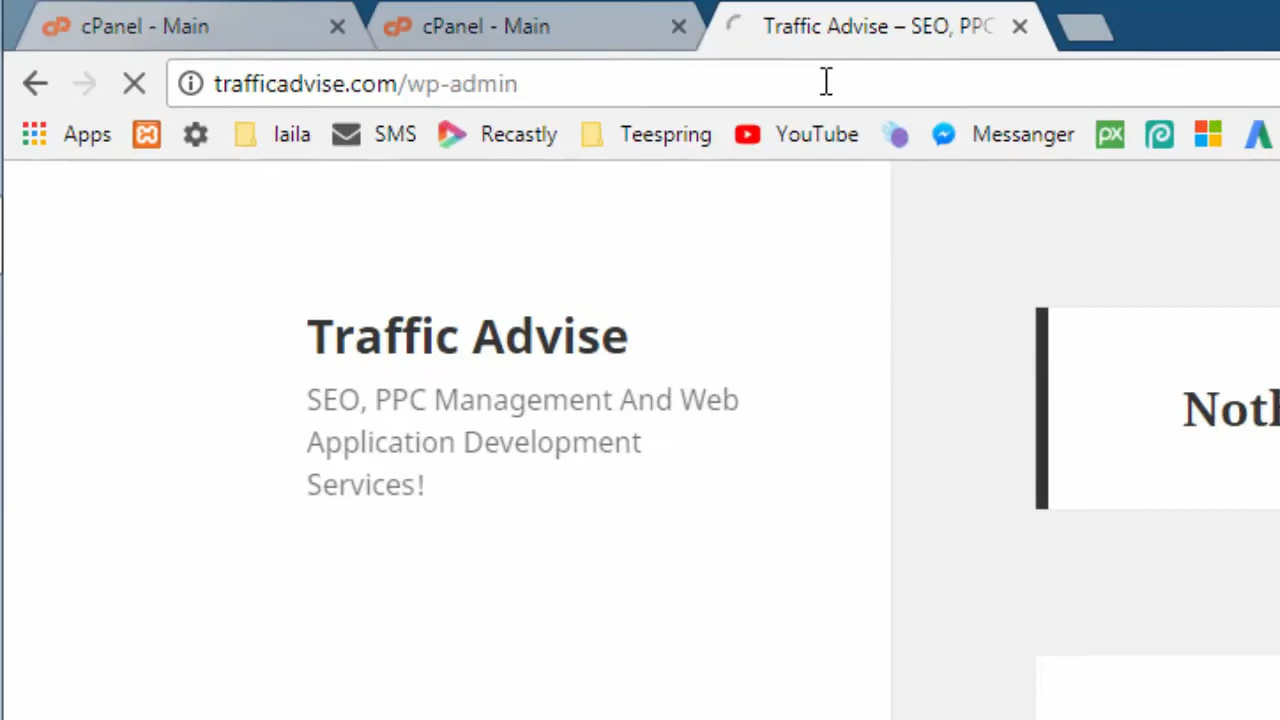 cPanel - Main
cPanel - Main
Traffic Advise – SEO, PPC
trafficadvise.com/wp-admin
Apps
laila
SMS
Recastly
Teespring
YouTube
Messanger
px
Traffic Advise
SEO, PPC Management And Web
Application Development
Services!